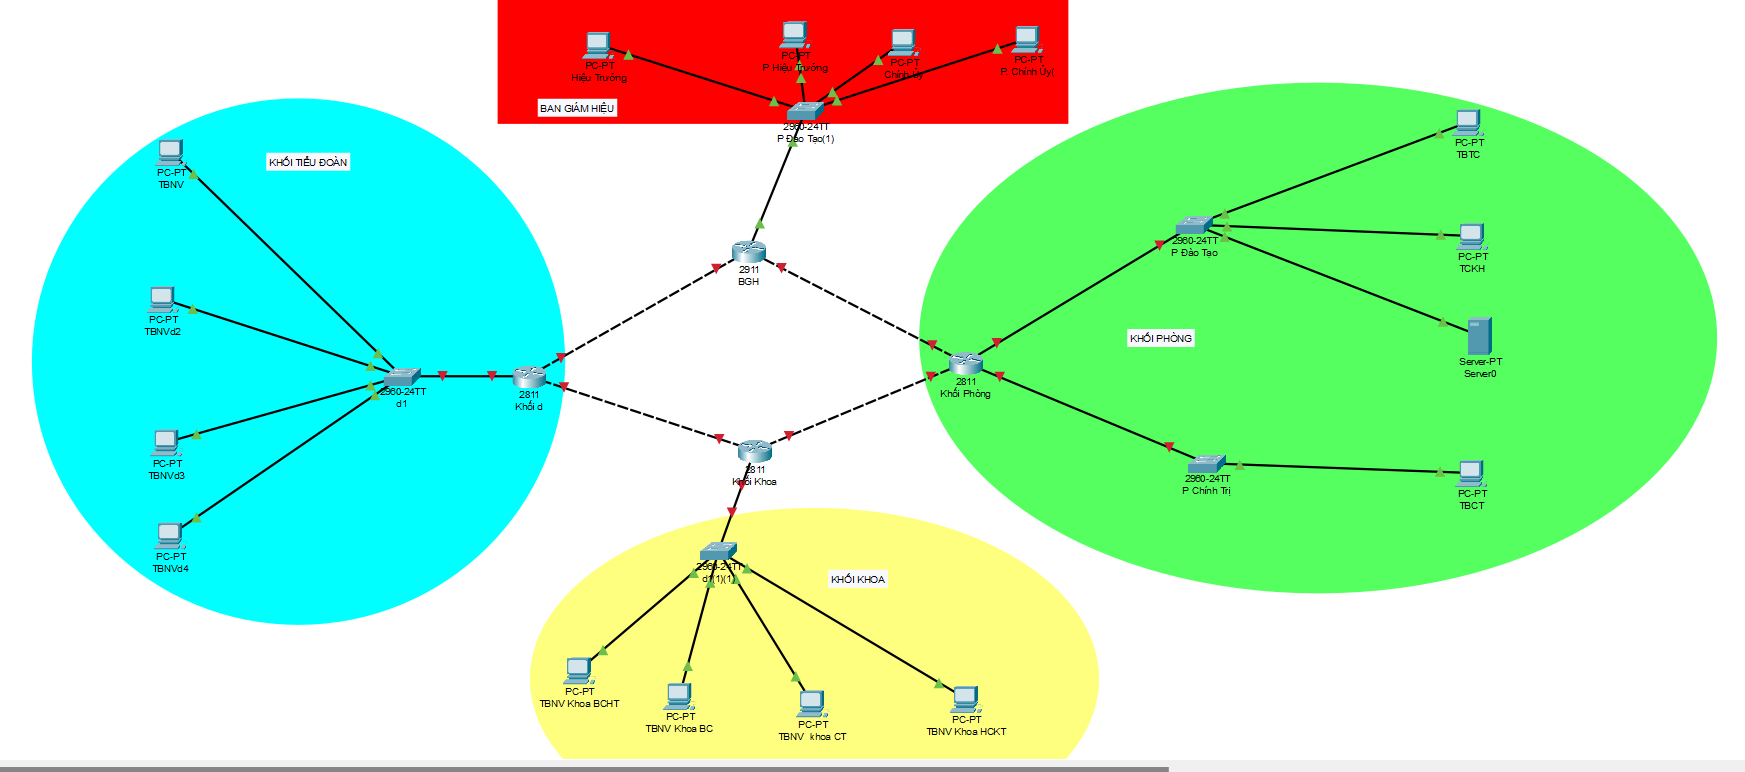 PC-PT
Hiệu Trưởng
PC-PT
P Hiệu Trưởng
PC-PT
Chính Ủy
PC-PT
P. Chính Ủy(
BAN GIÁM HIỆU
2960-24TT
P Đào Tạo(1)
KHỐI TIỂU ĐOÀN
PC-PT
TBNV
PC-PT
TBNVd2
PC-PT
TBNVd3
PC-PT
TBNVd4
2960-24TT
d1
2811
Khối d
2911
BGH
2811
Khối Phòng
2811
Khối Khoa
PC-PT
TBTC
2960-24TT
P Đào Tạo
PC-PT
TCKH
KHỐI PHÒNG
Server-PT
Server0
2960-24TT
P Chính Trị
PC-PT
TBCT
2960-24TT
d1(1)(1)
KHỐI KHOA
PC-PT
TBNV Khoa BCHT
PC-PT
TBNV Khoa BC
PC-PT
TBNV khoa CT
PC-PT
TBNV Khoa HCKT